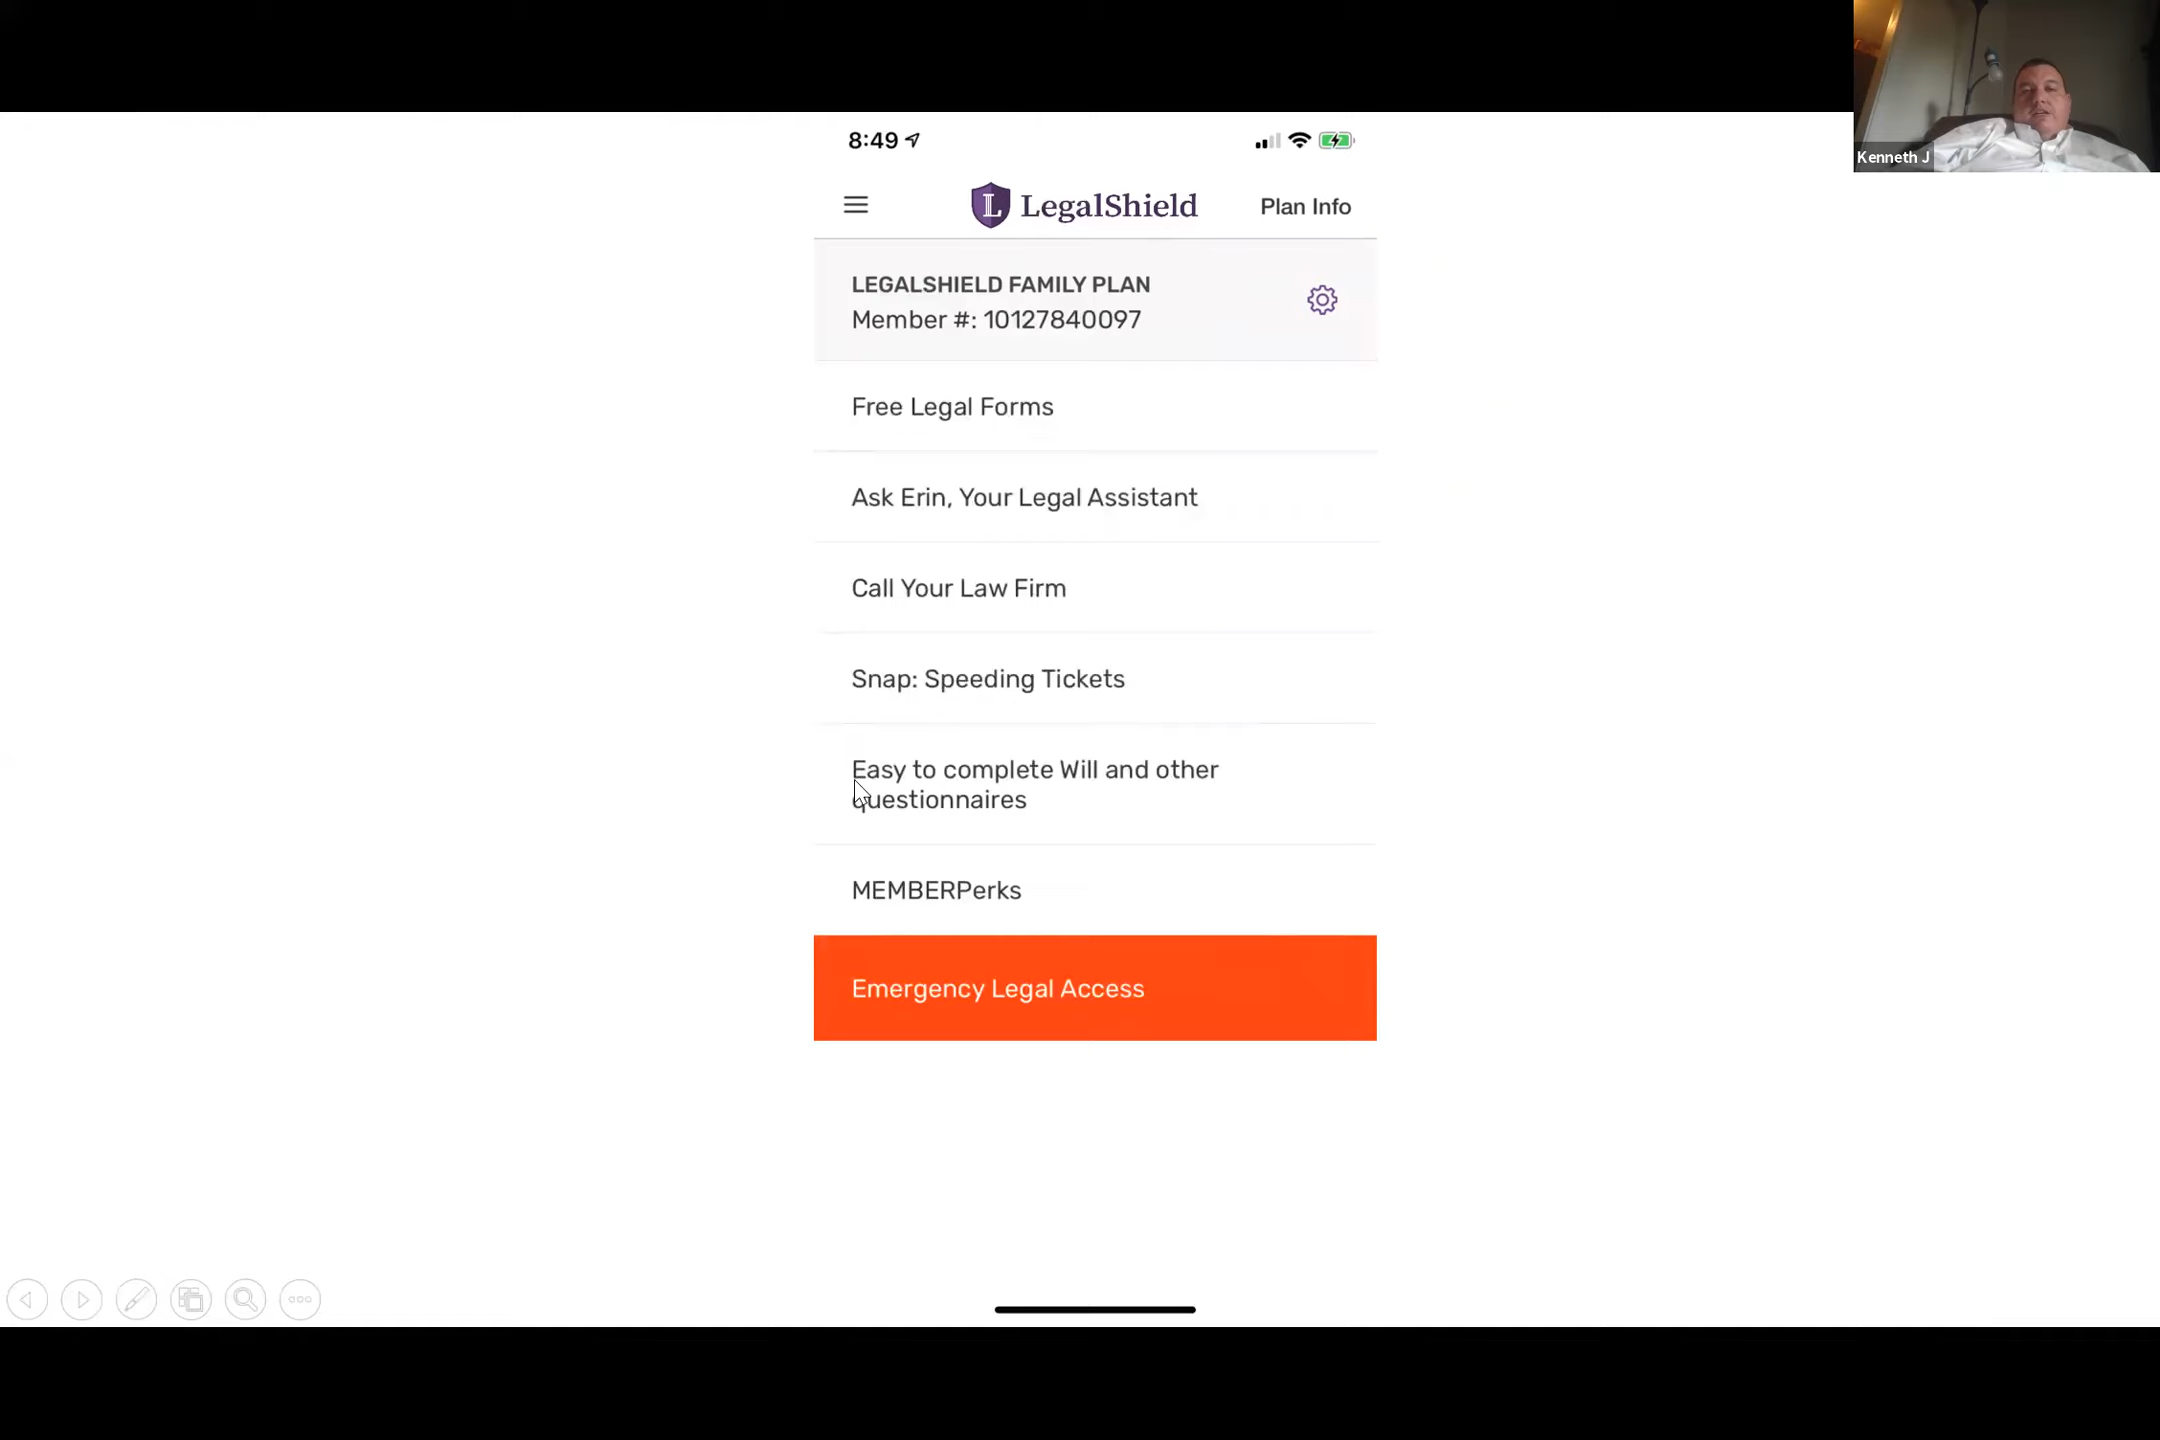 Kenneth J
8:49
LegalShield
Plan Info
LEGALSHIELD FAMILY PLAN
Member #: 10127840097
Free Legal Forms
Ask Erin, Your Legal Assistant
Call Your Law Firm
Snap: Speeding Tickets
Easy to complete Will and other
questionnaires
MEMBERPerks
Emergency Legal Access